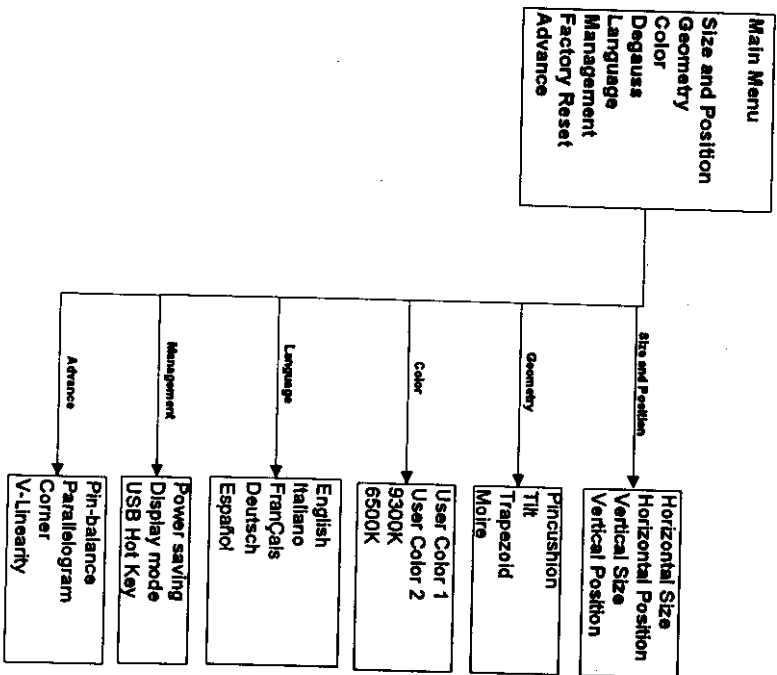 Main Menu
Size and Position
Geometry
Color
Degauss
Language
Management
Factory Reset
Advance
Size and Position
Horizontal Size
Horizontal Position
Vertical Size
Vertical Position
Geometry
Pincushion
Tilt
Trapezoid
Moire
Color
User Color 1
User Color 2
9300K
6500K
Language
English
Italiano
FranÇals
Deutsch
Español
Management
Power saving
Display mode
USB Hot Key
Advance
Pin-balance
Parallelogram
Corner
V-Linearity